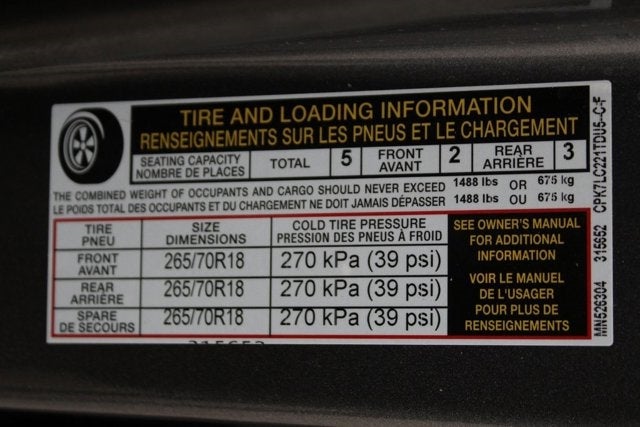 TIRE AND LOADING INFORMATION
RENSEIGNEMENTS SUR LES PNEUS ET LE CHARGEMENT
SEATING CAPACITY
NOMBRE DE PLACES
TOTAL 5
FRONT
AVANT 2
REAR
ARRIÈRE 3
THE COMBINED WEIGHT OF OCCUPANTS AND CARGO SHOULD NEVER EXCEED 1488 lbs OR 675 kg
LE POIDS TOTAL DES OCCUPANTS ET DU CHARGEMENT NE DOIT JAMAIS DÉPASSER 1488 lbs OU 675 kg
TIRE
PNEU
SIZE
DIMENSIONS
COLD TIRE PRESSURE
PRESSION DES PNEUS À FROID
FRONT
AVANT
265/70R18 270 kPa (39 psi)
REAR
ARRIÈRE
265/70R18 270 kPa (39 psi)
SPARE
DE SECOURS
265/70R18 270 kPa (39 psi)
SEE OWNER'S MANUAL
FOR ADDITIONAL
INFORMATION
VOIR LE MANUEL
DE L'USAGER
POUR PLUS DE
RENSEIGNEMENTS
MN526304 315652 CPK7LC221TDU5-C-F
315652